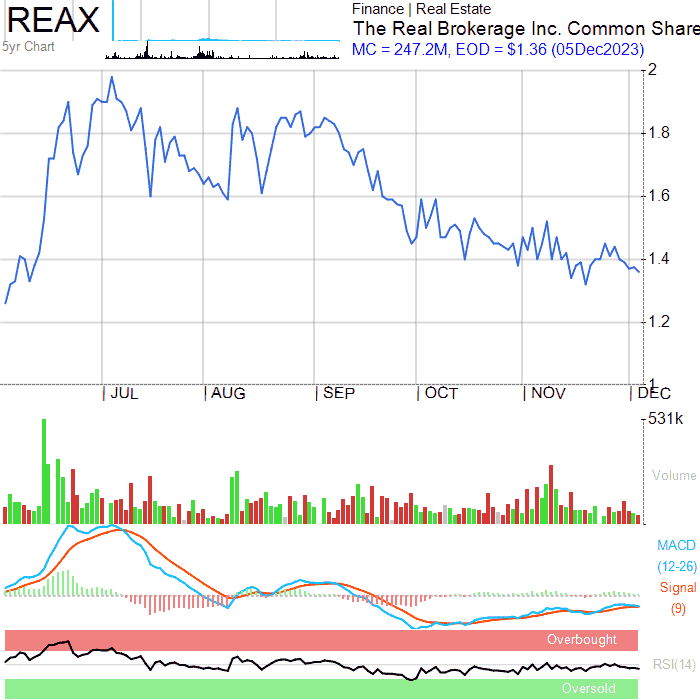 REAX
5yr Chart
Finance | Real Estate
The Real Brokerage Inc. Common Share
MC = 247.2M, EOD = $1.36 (05Dec2023)
2
1.8
1.6
1.4
1.2
1
JUL
AUG
SEP
OCT
NOV
DEC
531k
Volume
MACD
(12-26)
Signal
(9)
Overbought
RSI(14)
Oversold